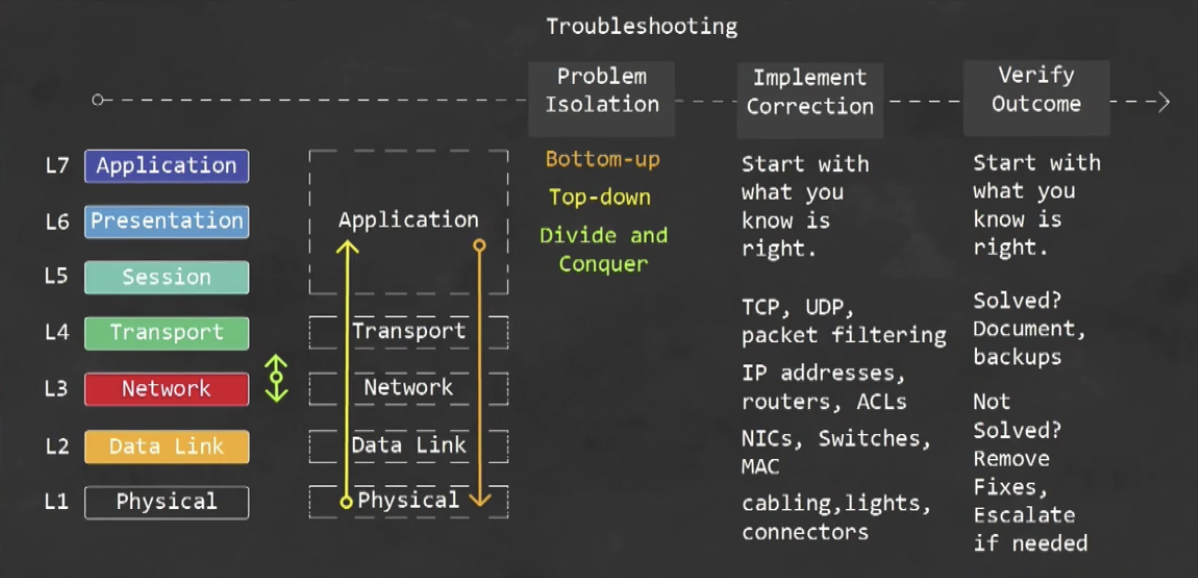 Troubleshooting
Problem
Isolation
Implement
Correction
Verify
Outcome
L7 Application
L6 Presentation
L5 Session
L4 Transport
L3 Network
L2 Data Link
L1 Physical
Application
Transport
Network
Data Link
Physical
Bottom-up
Top-down
Divide and
Conquer
Start with
what you
know is
right.
TCP, UDP,
packet filtering
IP addresses,
routers, ACLs
NICs, Switches,
MAC
cabling,lights,
connectors
Start with
what you
know is
right.
Solved?
Document,
backups
Not
Solved?
Remove
Fixes,
Escalate
if needed